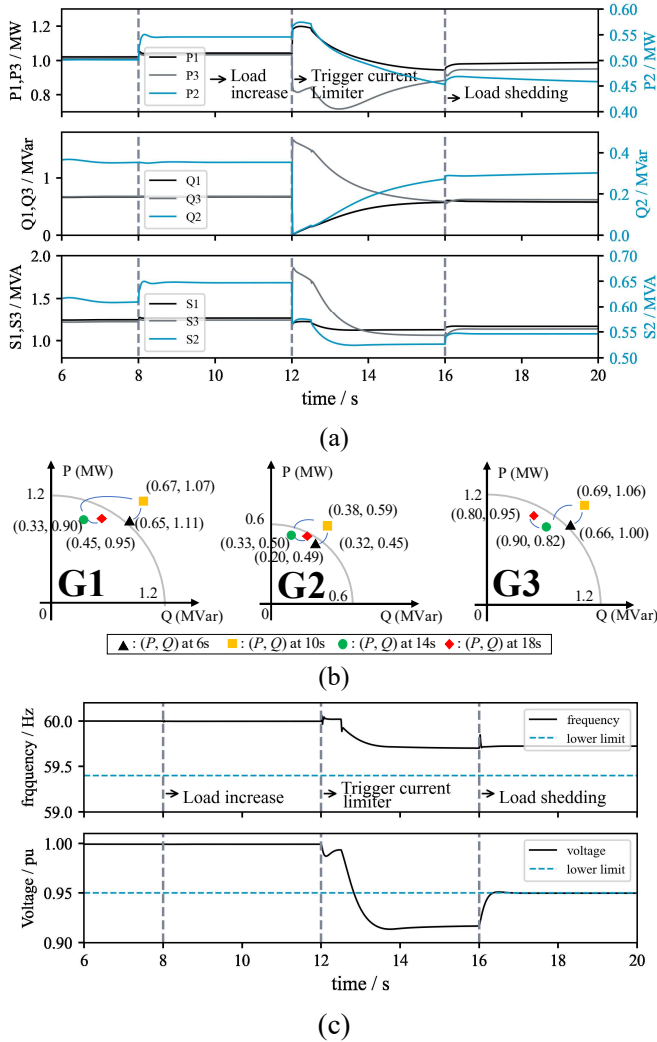 P1,P3 / MW
1.2
1.0
0.8
P1
P3
P2
Load
increase
Trigger current
Limiter
Load shedding
0.60
0.55
0.50
0.45
0.40
P2 / MW
Q1,Q3 / MVar
1
0
Q1
Q3
Q2
0.4
0.2
0.0
Q2 / MVar
S1,S3 / MVA
2.0
1.5
1.0
S1
S3
S2
0.70
0.65
0.60
0.55
0.50
S2 / MVA
6 8 10 12 14 16 18 20
time / s
(a)
P (MW)
1.2
(0.67, 1.07)
(0.33, 0.90)
(0.65, 1.11)
(0.45, 0.95)
G1
1.2
0
Q (MVar)
P (MW)
0.6
(0.38, 0.59)
(0.33, 0.50)
(0.32, 0.45)
(0.20, 0.49)
G2
0.6
0
Q (MVar)
P (MW)
1.2
(0.69, 1.06)
(0.80, 0.95)
(0.66, 1.00)
(0.90, 0.82)
G3
1.2
0
Q (MVar)
: (P, Q) at 6s : (P, Q) at 10s : (P, Q) at 14s : (P, Q) at 18s
(b)
frqquency / Hz
60.0
59.5
59.0
frequency
lower limit
Load increase
Trigger current
limiter
Load shedding
Voltage / pu
1.00
0.95
0.90
voltage
lower limit
6 8 10 12 14 16 18 20
time / s
(c)